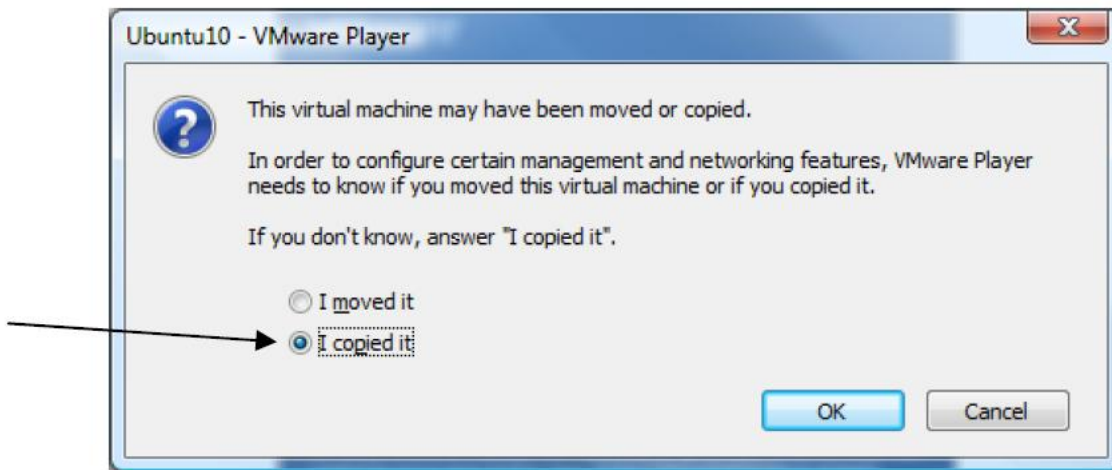 Ubuntu10 - VMware Player
This virtual machine may have been moved or copied.
In order to configure certain management and networking features, VMware Player
needs to know if you moved this virtual machine or if you copied it.
If you don't know, answer "I copied it".
I moved it
I copied it
OK
Cancel